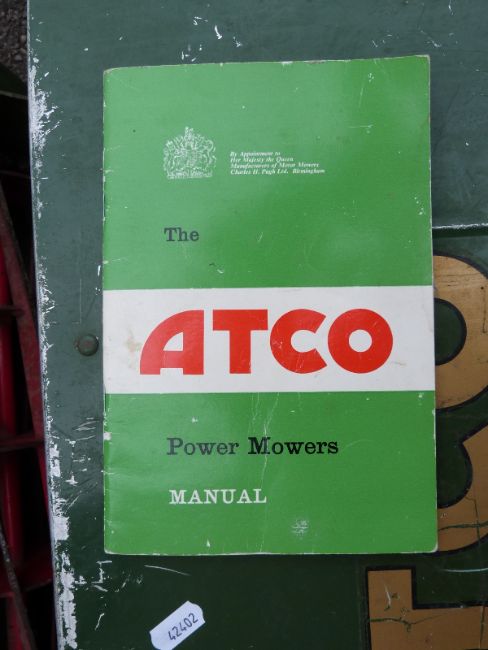 By Appointment to
Her Majesty the Queen
Manufacturers of Motor Mowers
Charles H. Pugh Ltd. Birmingham
The
ATCO
Power Mowers
MANUAL
42402